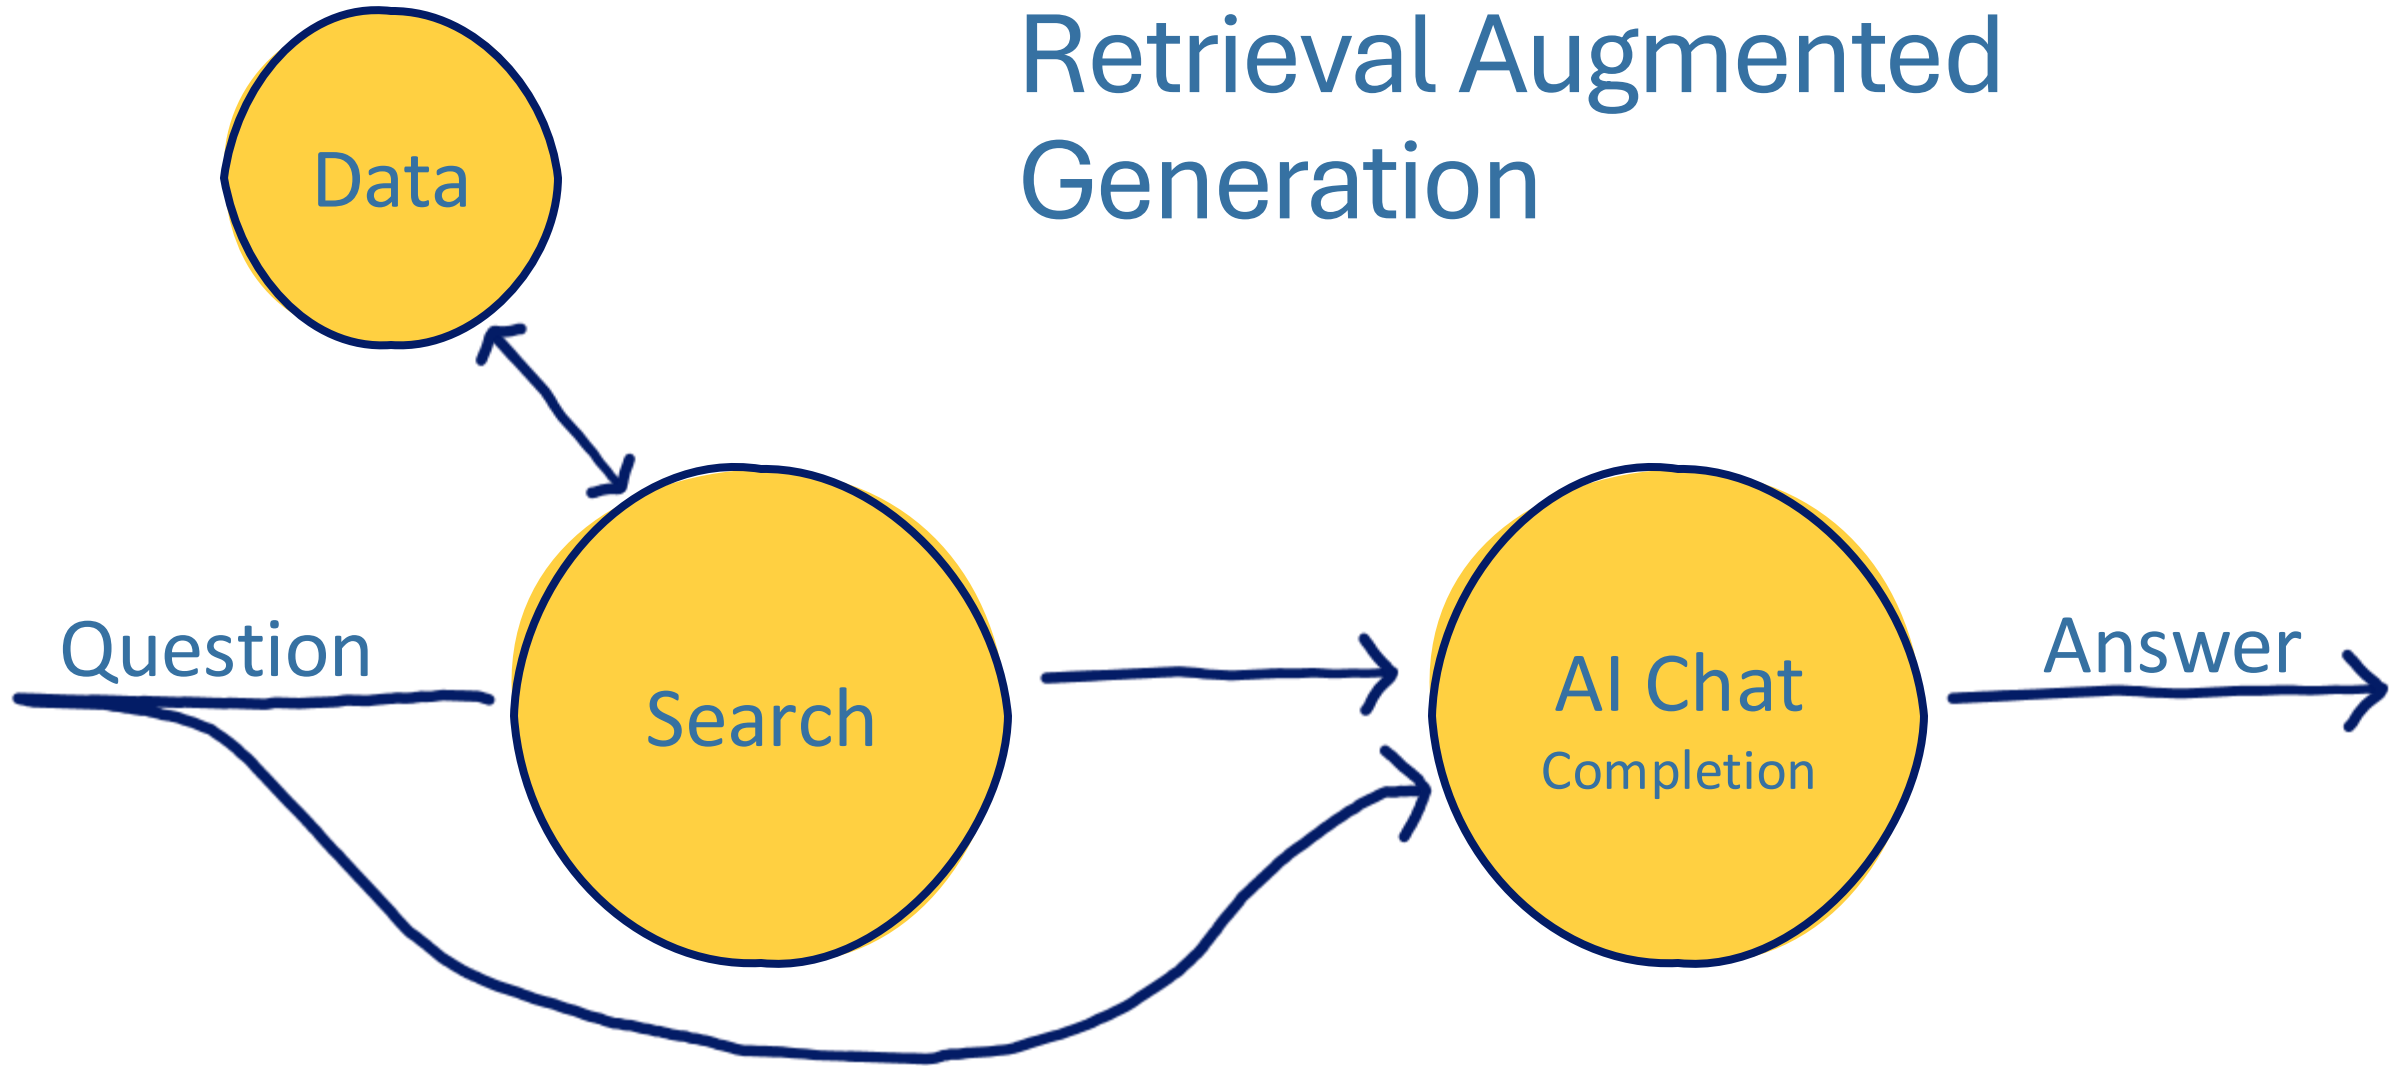 Retrieval Augmented
Generation
Data
Question
Search
AI Chat
Completion
Answer